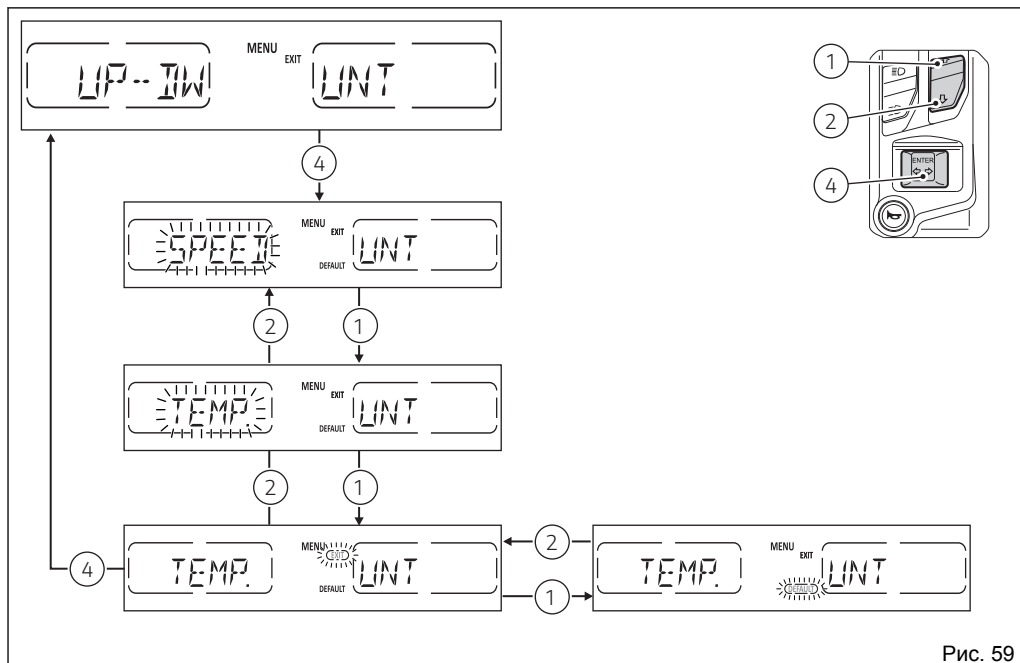 MENU
EXIT
UP--DW
UNT
1
2
4
ENTER
4
SPEED
MENU
EXIT
DEFAULT
UNT
2
1
TEMP.
MENU
EXIT
DEFAULT
UNT
2
1
TEMP.
MENU
EXIT
DEFAULT
UNT
4
2
1
TEMP.
MENU
EXIT
DEFAULT
UNT
Рис. 59